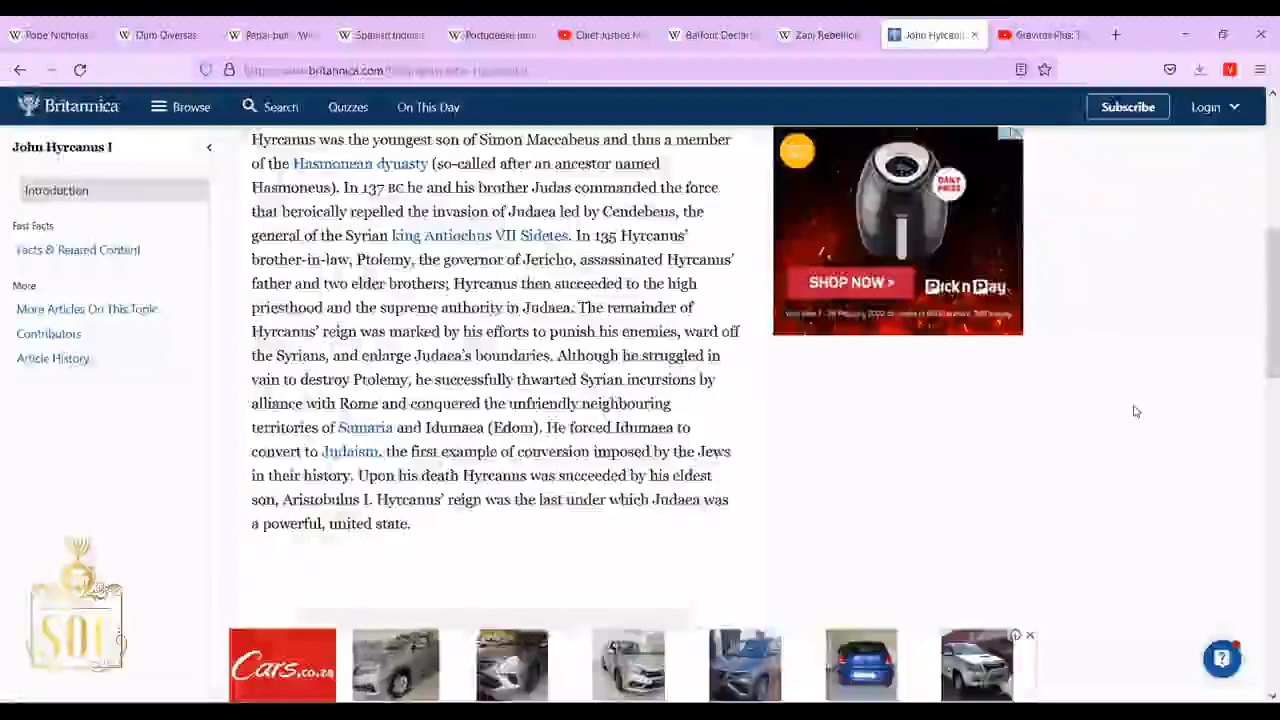 Pope Nicholas
Dum Diversas
Papal bull - Wi
Spanish Inquis
Portuguese Inq
Chief Justice M
Balfour Declara
Zanj Rebellion
John Hyrcanus
Gravitas Plus: T
britannica.com
Britannica
Browse
Search
Quizzes
On This Day
Subscribe
Login
John Hyrcanus I
Introduction
Fast Facts
Facts & Related Content
More
More Articles On This Topic
Contributors
Article History
Hyrcanus was the youngest son of Simon Maccabeus and thus a member
of the Hasmonean dynasty (so-called after an ancestor named
Hasmoneus). In 137 BC he and his brother Judas commanded the force
that heroically repelled the invasion of Judaea led by Cendebeus, the
general of the Syrian king Antiochus VII Sidetes. In 135 Hyrcanus’
brother-in-law, Ptolemy, the governor of Jericho, assassinated Hyrcanus’
father and two elder brothers; Hyrcanus then succeeded to the high
priesthood and the supreme authority in Judaea. The remainder of
Hyrcanus’ reign was marked by his efforts to punish his enemies, ward off
the Syrians, and enlarge Judaea’s boundaries. Although he struggled in
vain to destroy Ptolemy, he successfully thwarted Syrian incursions by
alliance with Rome and conquered the unfriendly neighbouring
territories of Samaria and Idumaea (Edom). He forced Idumaea to
convert to Judaism, the first example of conversion imposed by the Jews
in their history. Upon his death Hyrcanus was succeeded by his eldest
son, Aristobulus I. Hyrcanus’ reign was the last under which Judaea was
a powerful, united state.
DAILY
PRICE
SHOP NOW >
Pick n Pay
SOC
Cars.co.za